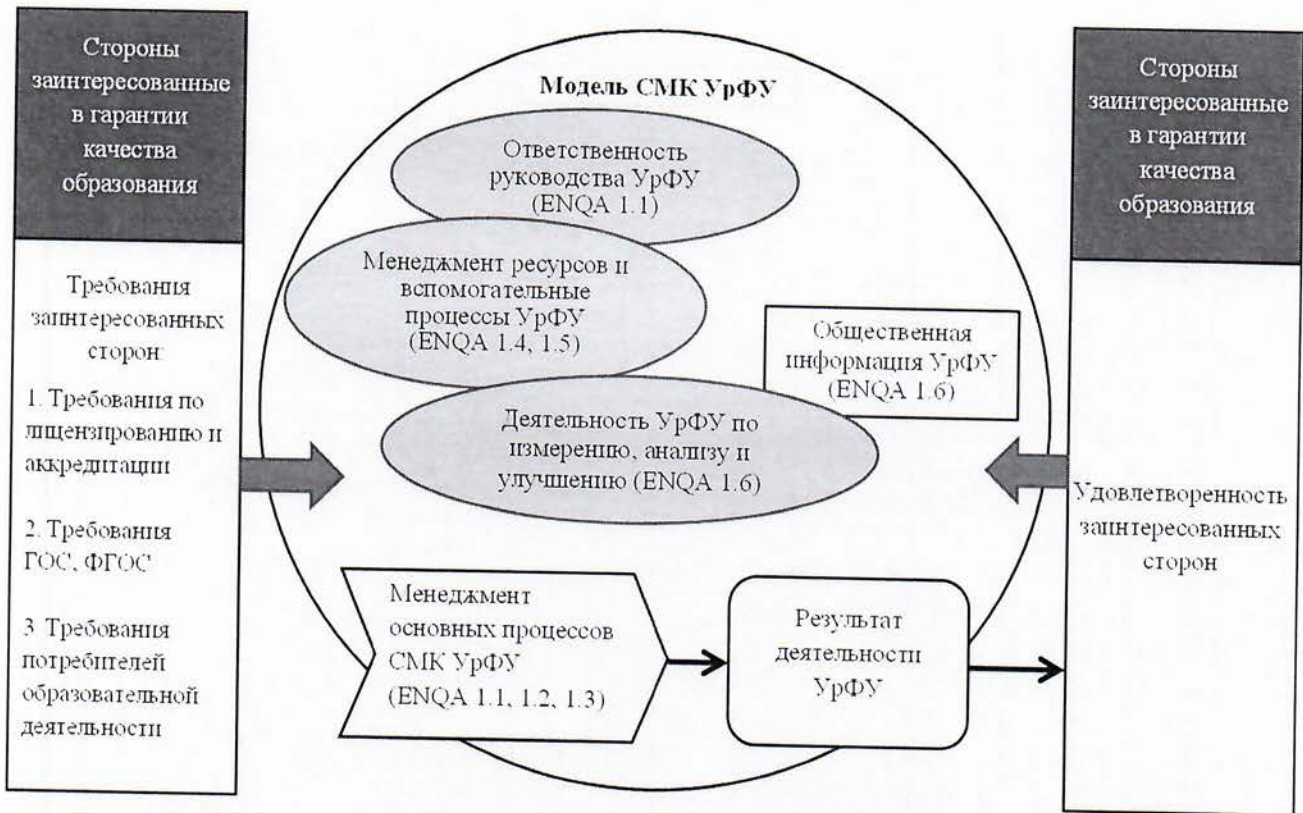 Стороны
заинтересованные
в гарантии
качества
образования
Требования
заинтересованных
сторон:
1. Требования по
лицензированию и
аккредитации
2. Требования
ГОС, ФГОС
3 Требования
потребителей
образовательной
деятельности
Модель СМК УрФУ
Ответственность
руководства УрФУ
(ENQA 1.1)
Менеджмент ресурсов и
вспомогательные
процессы УрФУ
(ENQA 1.4, 1.5)
Общественная
информация УрФУ
(ENQA 1.6)
Деятельность УрФУ по
измерению, анализу и
улучшению (ENQA 1.6)
Менеджмент
основных процессов
СМК УрФУ
(ENQA 1.1, 1.2, 1.3)
Результат
деятельности
УрФУ
Стороны
заинтересованные
в гарантии
качества
образования
Удовлетворенность
заинтересованных
сторон